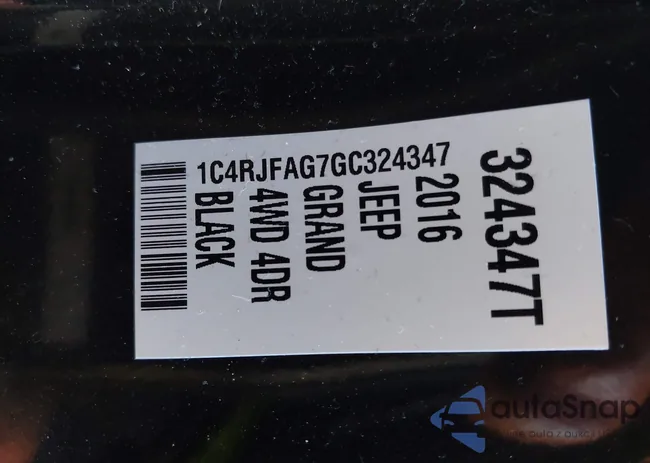 324347T
2016
JEEP
GRAND
4WD 4DR
BLACK
1C4RJFAG7GC324347
autaSnap